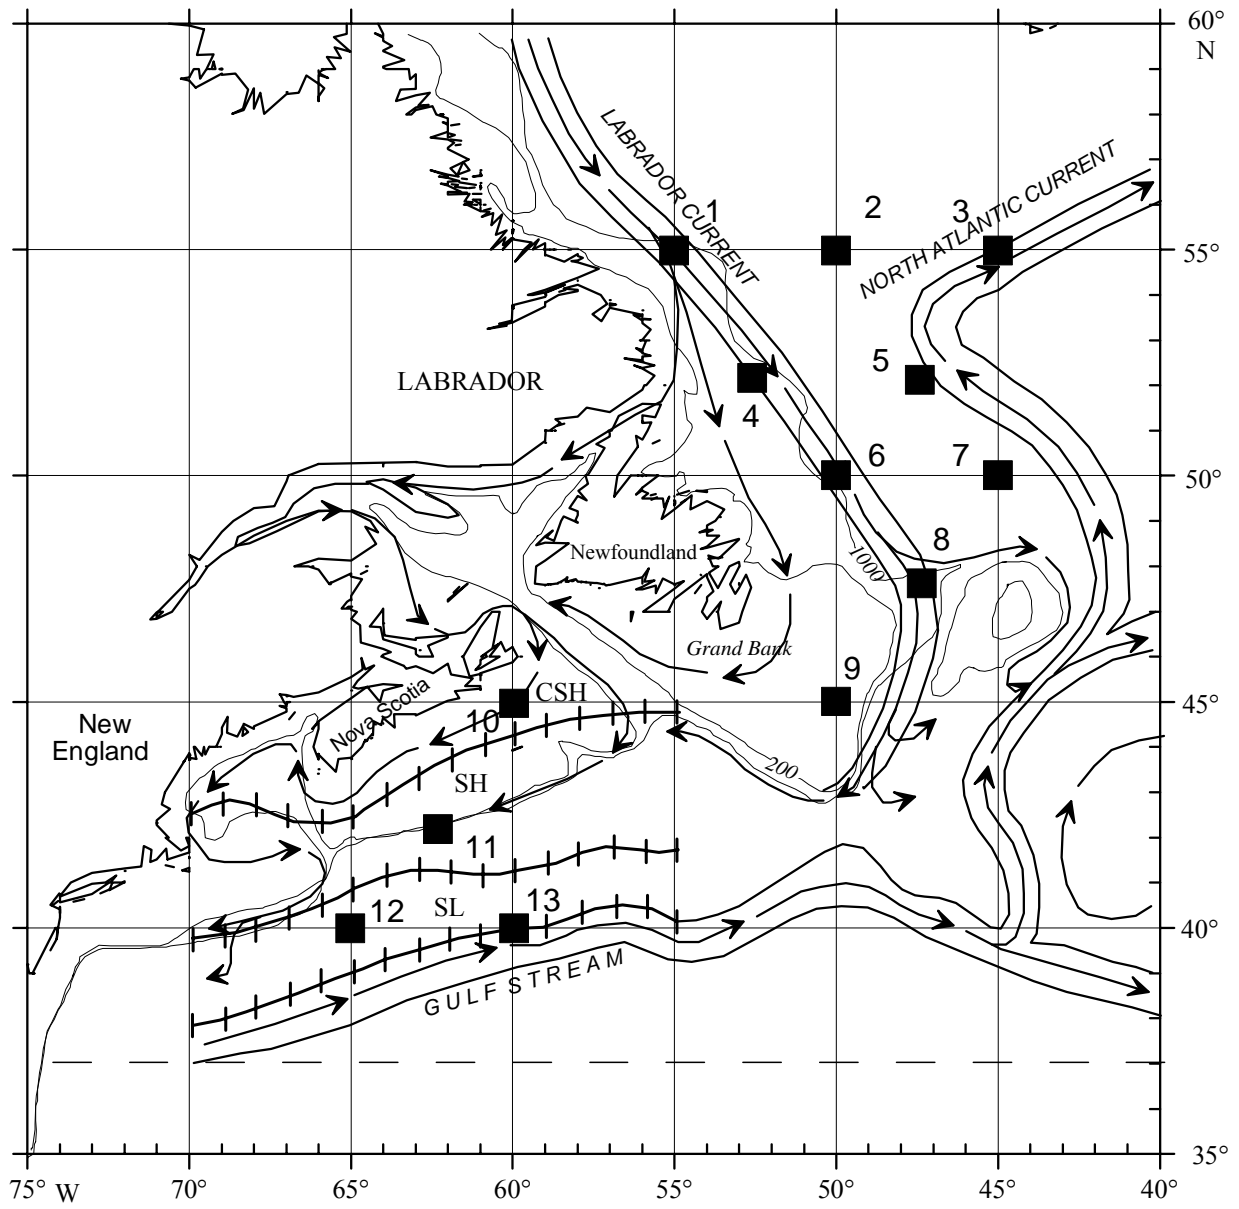 60°
N
LABRADOR CURRENT
NORTH ATLANTIC CURRENT
1
2
3
55°
5
LABRADOR
4
6
7
50°
8
Newfoundland
1000
Grand Bank
9
CSH
45°
10
Nova Scotia
New
England
SH
200
11
12
SL
13
40°
GULF STREAM
35°
75° W
70°
65°
60°
55°
50°
45°
40°